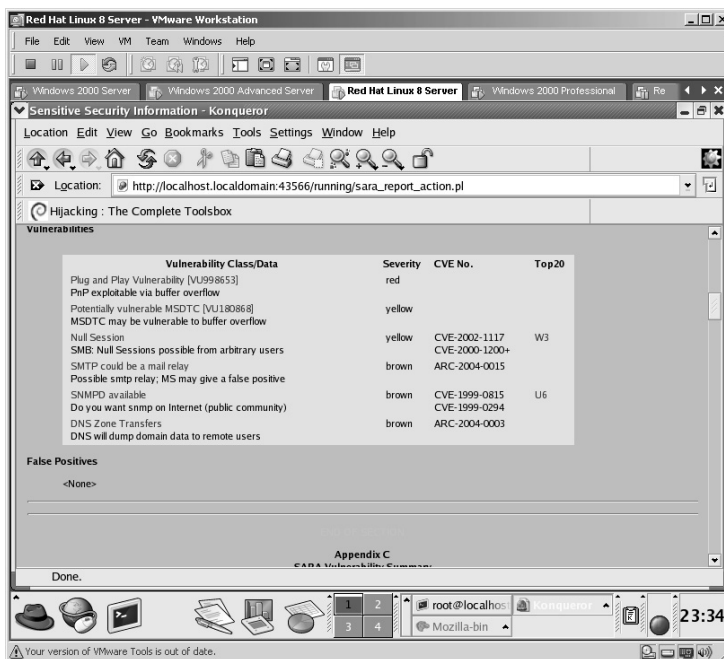 Red Hat Linux 8 Server - VMware Workstation
File Edit View VM Team Windows Help
Windows 2000 Server Windows 2000 Advanced Server Red Hat Linux 8 Server Windows 2000 Professional Re
Sensitive Security Information - Konqueror
Location Edit View Go Bookmarks Tools Settings Window Help
Location: http://localhost.localdomain:43566/running/sara_report_action.pl
Hijacking : The Complete Toolbox
Vulnerabilities
Vulnerability Class/Data Severity CVE No. Top20
Plug and Play Vulnerability [VU998653] red
PnP exploitable via buffer overflow
Potentially vulnerable MSDTC [VU180868] yellow
MSDTC may be vulnerable to buffer overflow
Null Session yellow CVE-2002-1117 W3
SMB: Null Sessions possible from arbitrary users CVE-2000-1200+
SMTP could be a mail relay brown ARC-2004-0015
Possible smtp relay; MS may give a false positive
SNMPD available brown CVE-1999-0815 U6
Do you want snmp on Internet (public community) CVE-1999-0294
DNS Zone Transfers brown ARC-2004-0003
DNS will dump domain data to remote users
False Positives
<None>
Appendix C
SARA Vulnerability Summary
Done.
1 2 root@localhos Konqueror
3 4 Mozilla-bin
23:34
Your version of VMware Tools is out of date.